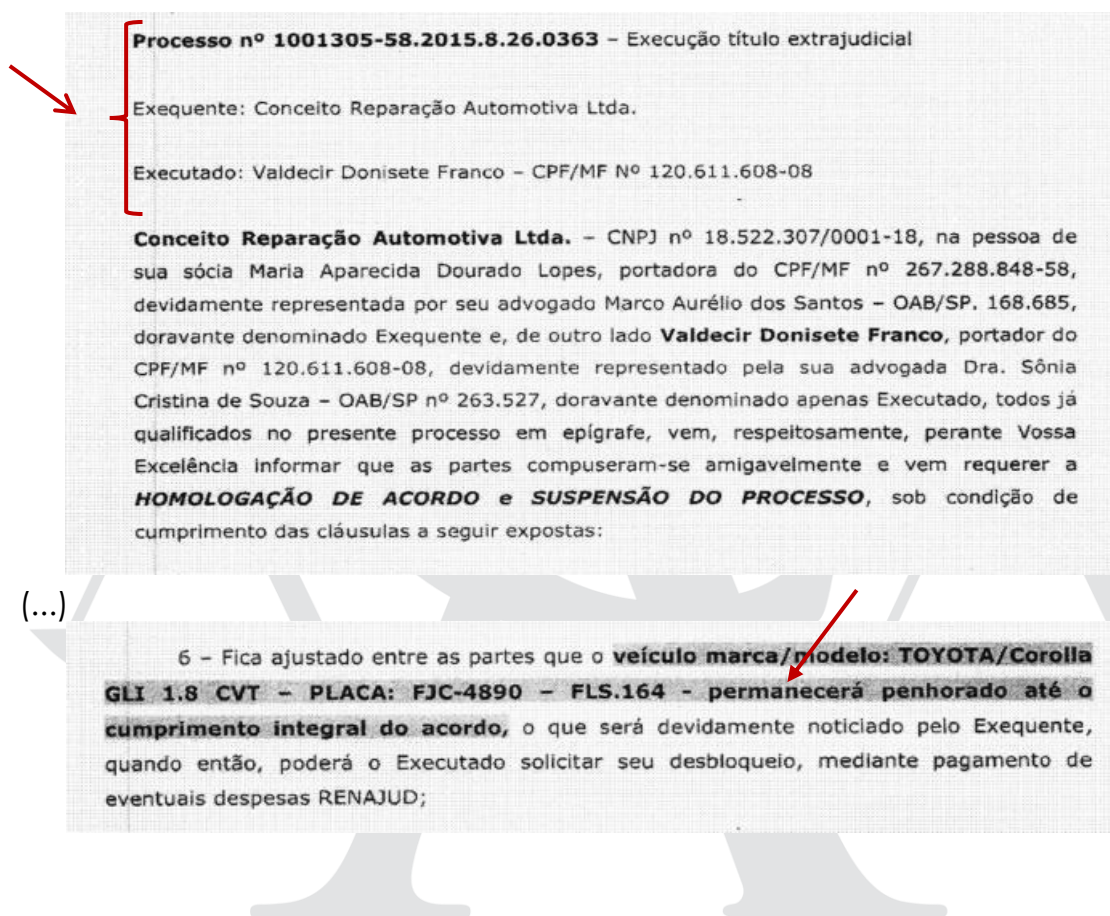 Processo nº 1001305-58.2015.8.26.0363 – Execução título extrajudicial
Exequente: Conceito Reparação Automotiva Ltda.
Executado: Valdecir Donisete Franco – CPF/MF Nº 120.611.608-08
Conceito Reparação Automotiva Ltda. – CNPJ nº 18.522.307/0001-18, na pessoa de
sua sócia Maria Aparecida Dourado Lopes, portadora do CPF/MF nº 267.288.848-58,
devidamente representada por seu advogado Marco Aurélio dos Santos – OAB/SP. 168.685,
doravante denominado Exequente e, de outro lado Valdecir Donisete Franco, portador do
CPF/MF nº 120.611.608-08, devidamente representado pela sua advogada Dra. Sônia
Cristina de Souza – OAB/SP nº 263.527, doravante denominado apenas Executado, todos já
qualificados no presente processo em epígrafe, vem, respeitosamente, perante Vossa
Excelência informar que as partes compuseram-se amigavelmente e vem requerer a
HOMOLOGAÇÃO DE ACORDO e SUSPENSÃO DO PROCESSO, sob condição de
cumprimento das cláusulas a seguir expostas:
(...)
6 – Fica ajustado entre as partes que o veículo marca/modelo: TOYOTA/Corolla
GLI 1.8 CVT – PLACA: FJC-4890 – FLS.164 - permanecerá penhorado até o
cumprimento integral do acordo, o que será devidamente noticiado pelo Exequente,
quando então, poderá o Executado solicitar seu desbloqueio, mediante pagamento de
eventuais despesas RENAJUD;